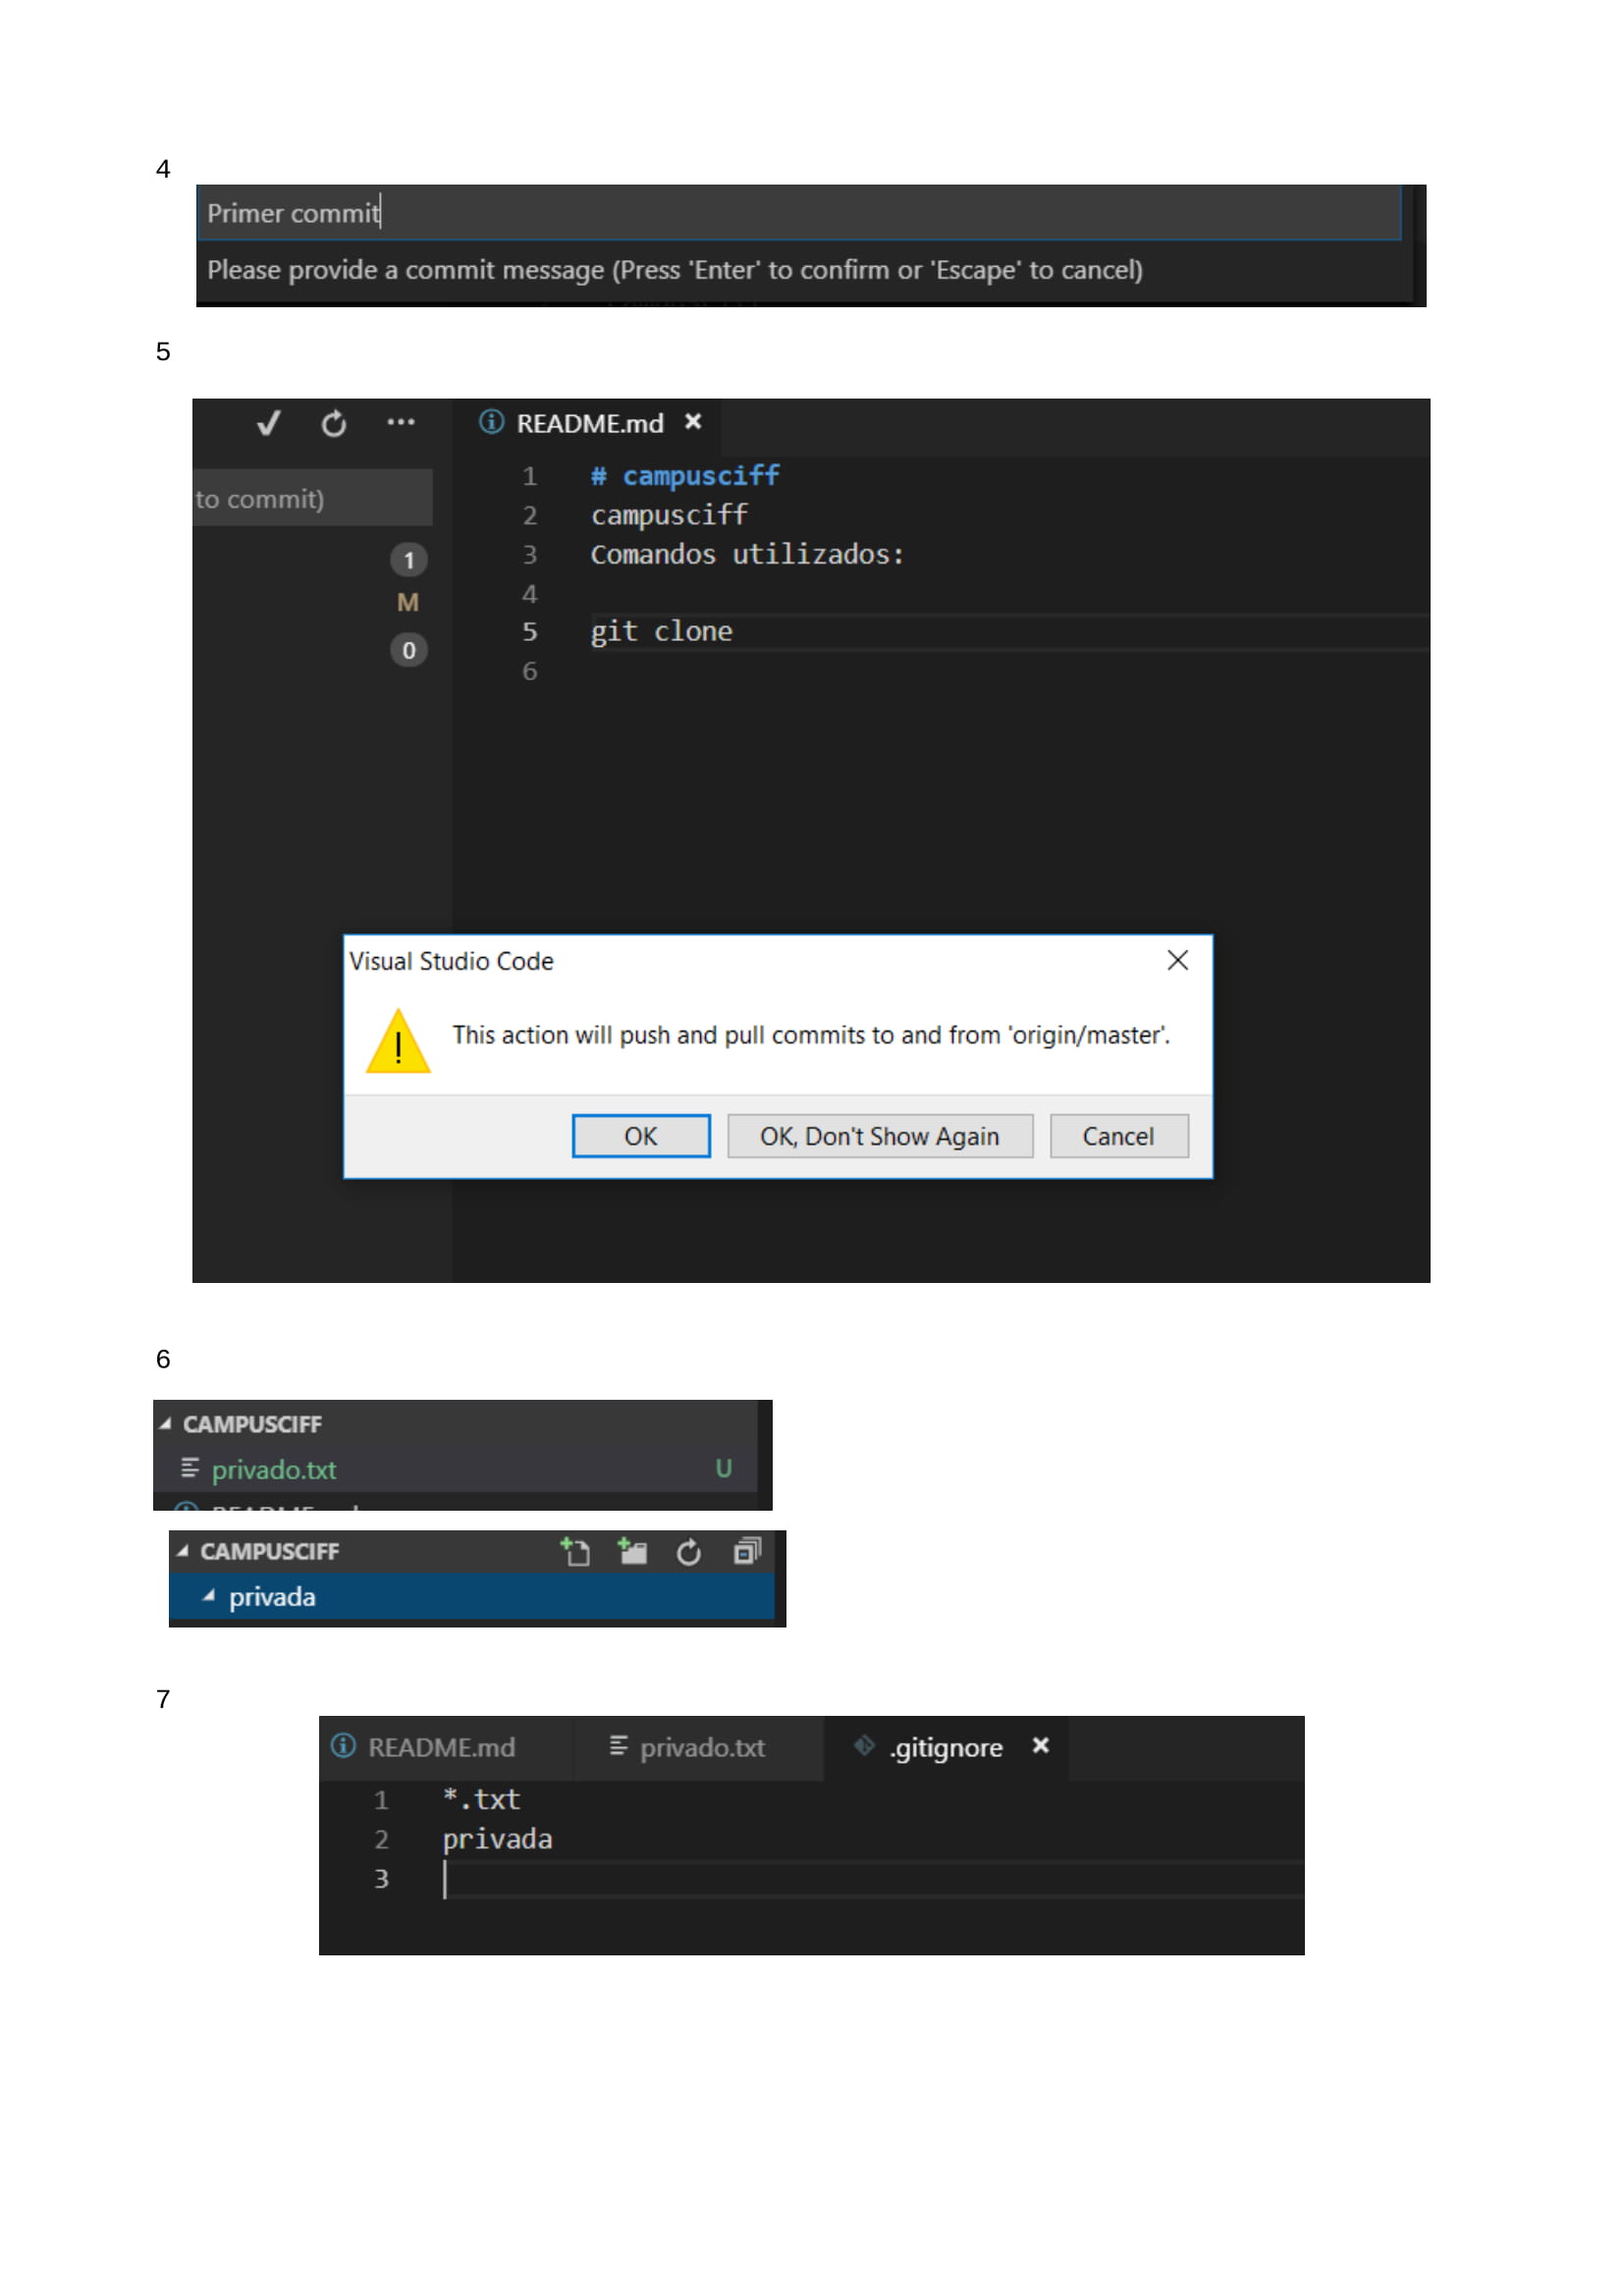 4
Primer commit
Please provide a commit message (Press 'Enter' to confirm or 'Escape' to cancel)
5
README.md
to commit)
1
M
0
1 # campusciff
2 campusciff
3 Comandos utilizados:
4
5 git clone
6
Visual Studio Code
This action will push and pull commits to and from 'origin/master'.
OK OK, Don't Show Again Cancel
6
CAMPUSCIFF
privado.txt U
CAMPUSCIFF
privada
7
README.md privado.txt .gitignore
1 *.txt
2 privada
3